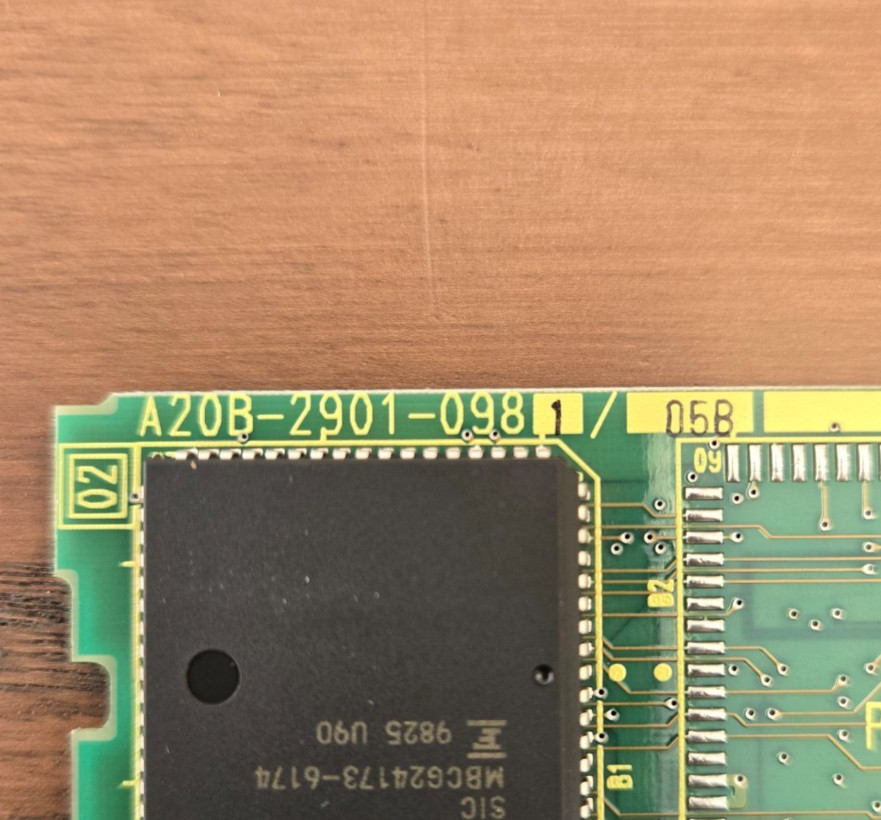 A20B-2901-0981/05B
02
09
B2
SIC
MBCG24173-6174
9825 U90
B1